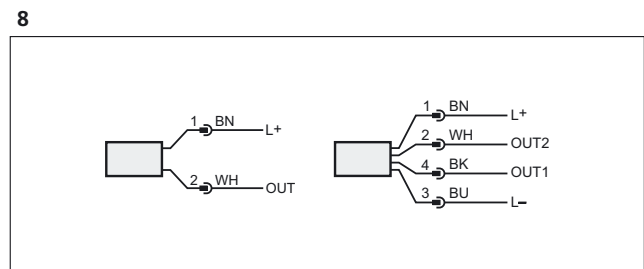 8
1 BN L+
2 WH OUT
1 BN L+
2 WH OUT2
4 BK OUT1
3 BU L–